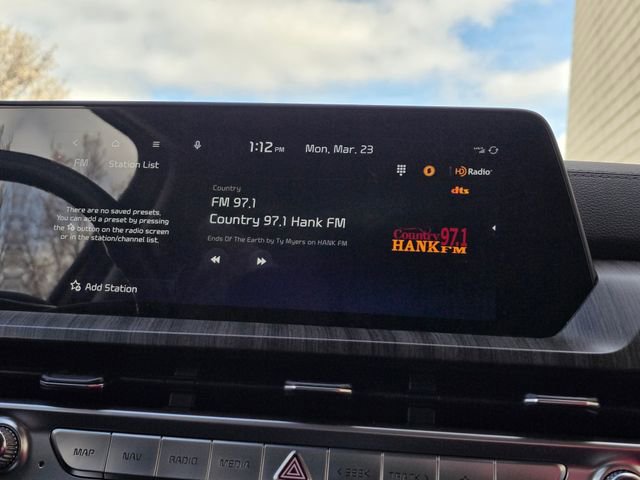 1:12 PM Mon, Mar. 23
FM Station List
HD Radio
dts
Country
FM 97.1
Country 97.1 Hank FM
Ends Of The Earth by Ty Myers on HANK FM
There are no saved presets.
You can add a preset by pressing
the button on the radio screen
or in the station/channel list.
Add Station
Country 97.1
HANK FM
MAP NAV RADIO MEDIA < SEEK TRACK >